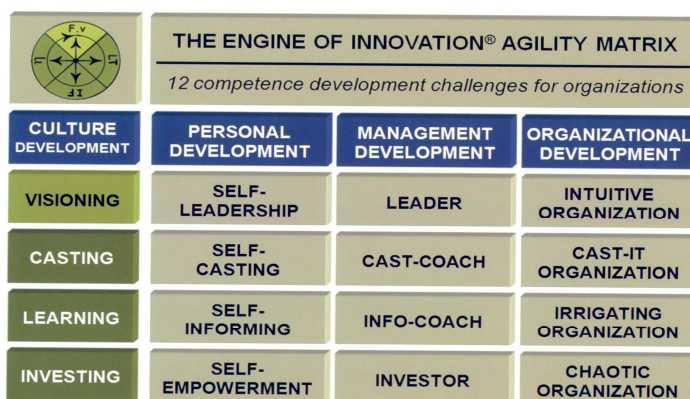 F.v
LT
IF
THE ENGINE OF INNOVATION® AGILITY MATRIX
12 competence development challenges for organizations
CULTURE
DEVELOPMENT
PERSONAL
DEVELOPMENT
MANAGEMENT
DEVELOPMENT
ORGANIZATIONAL
DEVELOPMENT
VISIONING
SELF-
LEADERSHIP
LEADER
INTUITIVE
ORGANIZATION
CASTING
SELF-
CASTING
CAST-COACH
CAST-IT
ORGANIZATION
LEARNING
SELF-
INFORMING
INFO-COACH
IRRIGATING
ORGANIZATION
INVESTING
SELF-
EMPOWERMENT
INVESTOR
CHAOTIC
ORGANIZATION